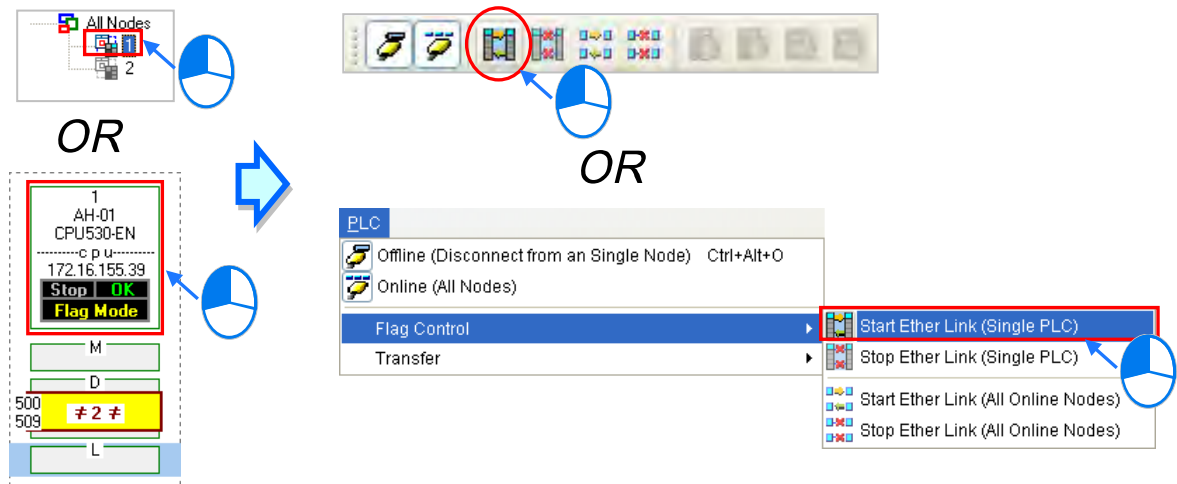 All Nodes
1
2
OR
1
AH-01
CPU530-EN
---------c p u---------
172.16.155.39
Stop OK
Flag Mode
M
D
500
509
≠ 2 ≠
L
OR
PLC
Offline (Disconnect from an Single Node) Ctrl+Alt+O
Online (All Nodes)
Flag Control
Transfer
Start Ether Link (Single PLC)
Stop Ether Link (Single PLC)
Start Ether Link (All Online Nodes)
Stop Ether Link (All Online Nodes)